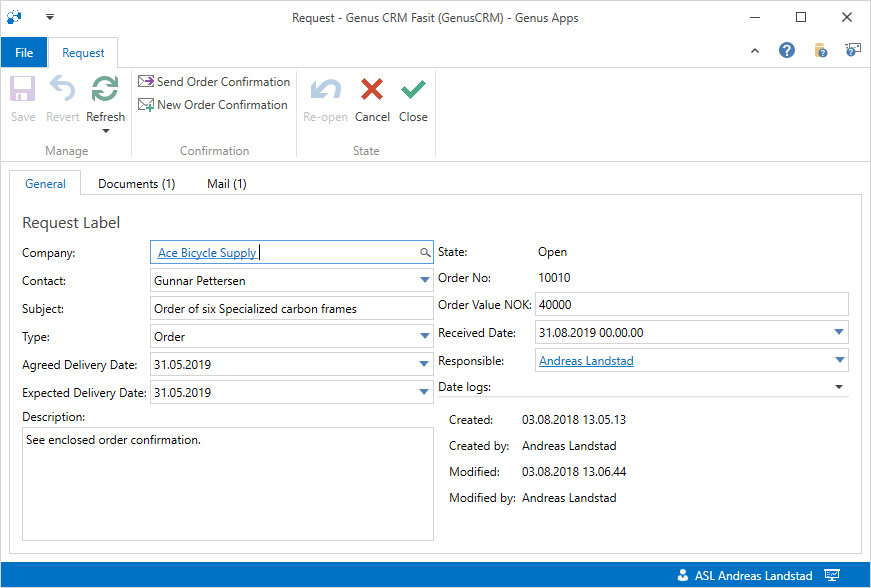 Request - Genus CRM Fasit (GenusCRM) - Genus Apps
File Request
Save Revert Refresh
Send Order Confirmation
New Order Confirmation
Re-open Cancel Close
Manage Confirmation State
General Documents (1) Mail (1)
Request Label
Company: Ace Bicycle Supply
Contact: Gunnar Pettersen
Subject: Order of six Specialized carbon frames
Type: Order
Agreed Delivery Date: 31.05.2019
Expected Delivery Date: 31.05.2019
Description:
See enclosed order confirmation.
State: Open
Order No: 10010
Order Value NOK: 40000
Received Date: 31.08.2019 00.00.00
Responsible: Andreas Landstad
Date logs:
Created: 03.08.2018 13.05.13
Created by: Andreas Landstad
Modified: 03.08.2018 13.06.44
Modified by: Andreas Landstad
ASL Andreas Landstad